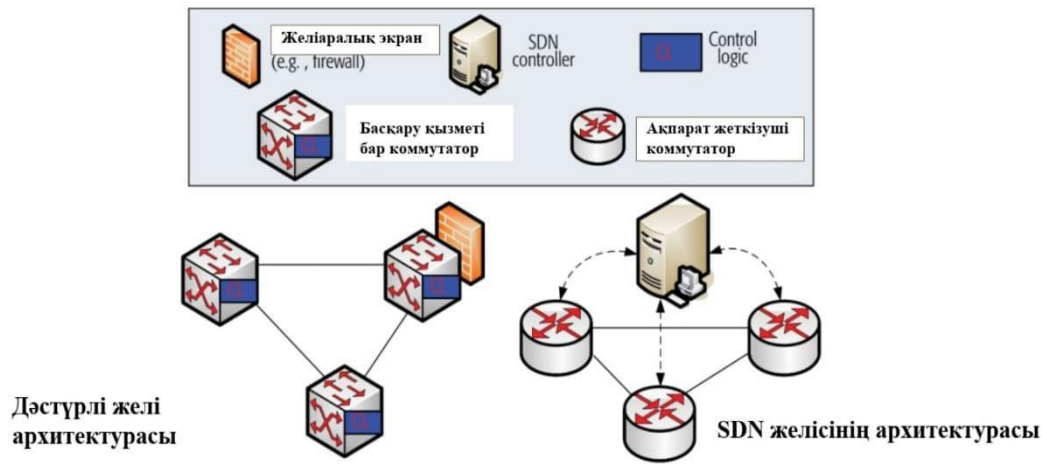 Желіаралық экран
(e.g. , firewall)
SDN
controller
Control
logic
Басқару қызметі
бар коммутатор
Ақпарат жеткізуші
коммутатор
Дәстүрлі желі
архитектурасы
SDN желісінің архитектурасы